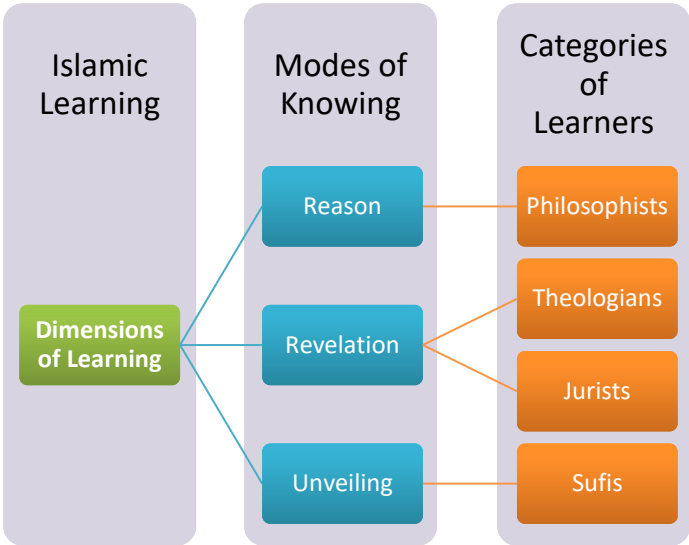 Islamic
Learning
Modes of
Knowing
Categories
of
Learners
Dimensions
of Learning
Reason
Revelation
Unveiling
Philosophists
Theologians
Jurists
Sufis